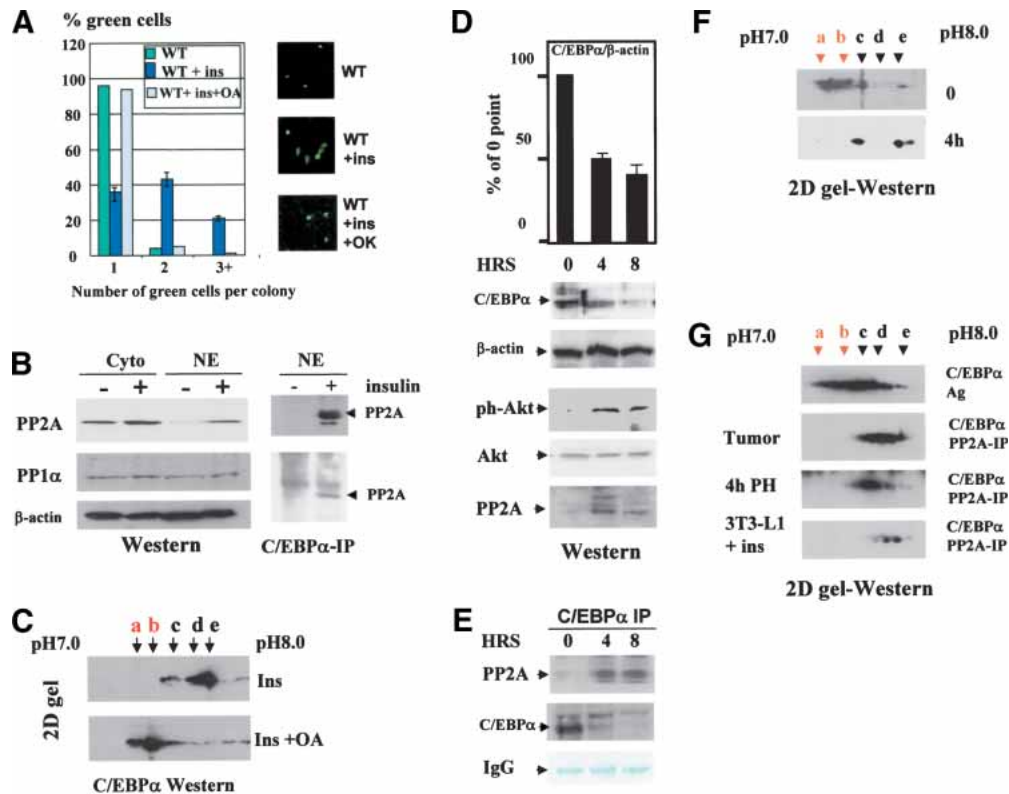 A
% green cells
120
100
80
60
40
20
0
WT
WT + ins
WT+ ins+OA
1 2 3+
Number of green cells per colony
WT
WT
+ins
WT
+ins
+OK
B
Cyto NE NE
- + - + - + insulin
PP2A
PP1α
β-actin
PP2A
PP2A
Western C/EBPα-IP
C
a b c d e
pH7.0 pH8.0
2D gel
Ins
Ins +OA
C/EBPα Western
D
C/EBPα/β-actin
% of 0 point
100
50
0
HRS 0 4 8
C/EBPα
β-actin
ph-Akt
Akt
PP2A
Western
E
C/EBPα IP
HRS 0 4 8
PP2A
C/EBPα
IgG
F
pH7.0 a b c d e pH8.0
0
4h
2D gel-Western
G
pH7.0 a b c d e pH8.0
C/EBPα
Ag
Tumor
C/EBPα
PP2A-IP
4h PH
C/EBPα
PP2A-IP
3T3-L1
+ ins
C/EBPα
PP2A-IP
2D gel-Western